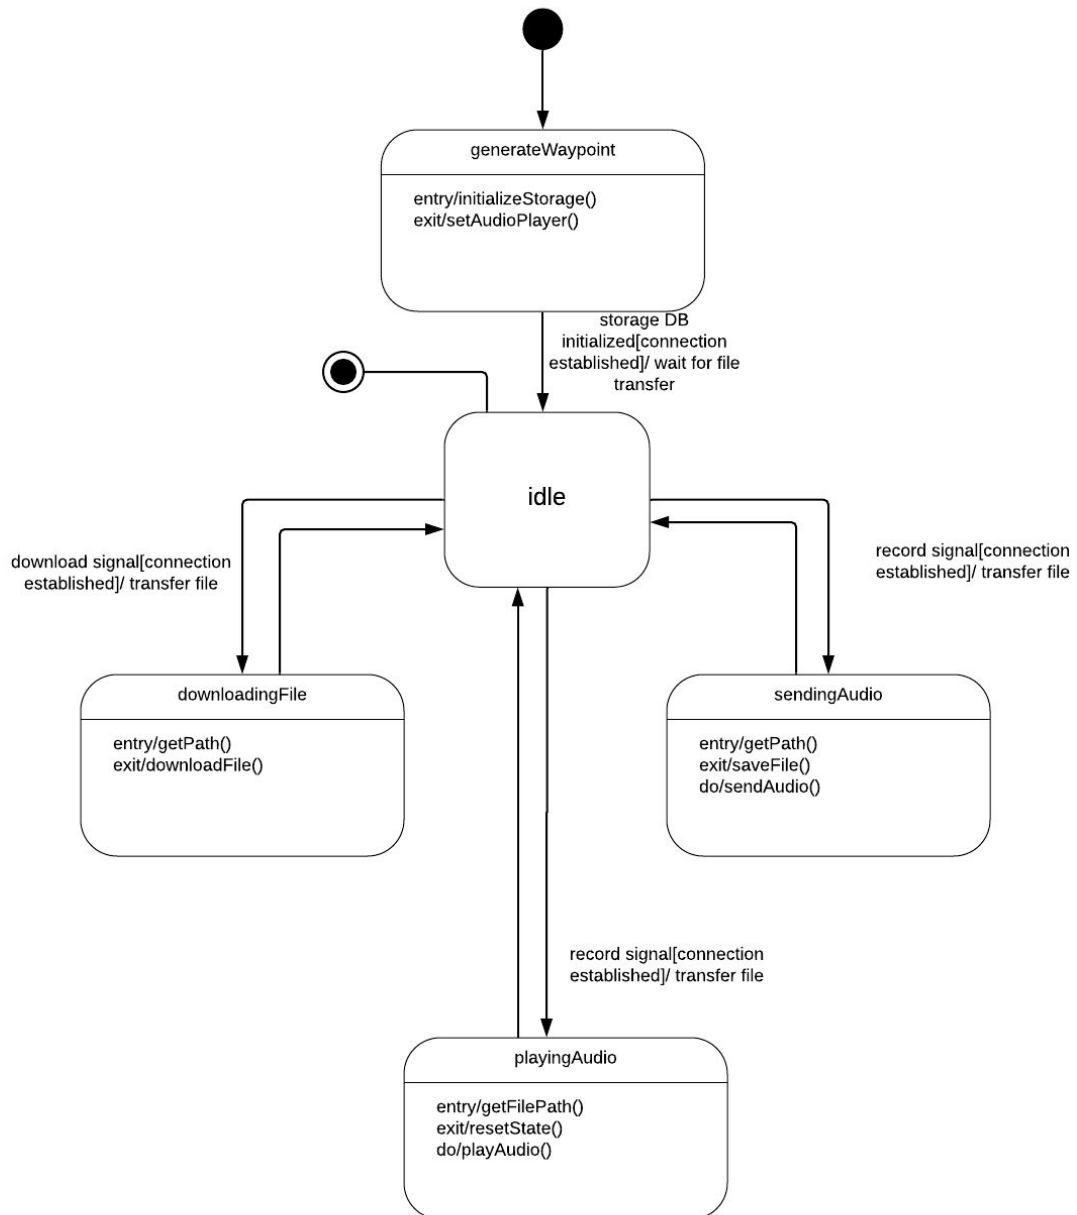 generateWaypoint
entry/initializeStorage()
exit/setAudioPlayer()
storage DB
initialized[connection
established]/ wait for file
transfer
idle
download signal[connection
established]/ transfer file
record signal[connection
established]/ transfer file
downloadingFile
entry/getPath()
exit/downloadFile()
sendingAudio
entry/getPath()
exit/saveFile()
do/sendAudio()
record signal[connection
established]/ transfer file
playingAudio
entry/getFilePath()
exit/resetState()
do/playAudio()